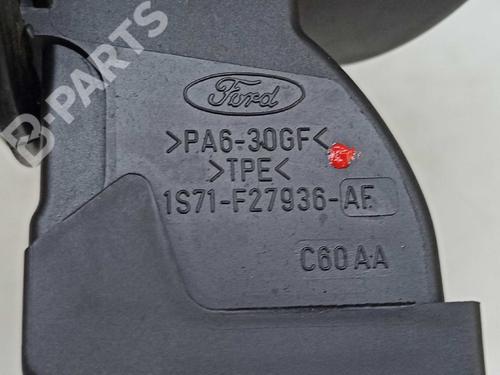 B-PARTS
Ford
>PA6-30GF<
>TPE<
1S71-F27936-AF
C60AA